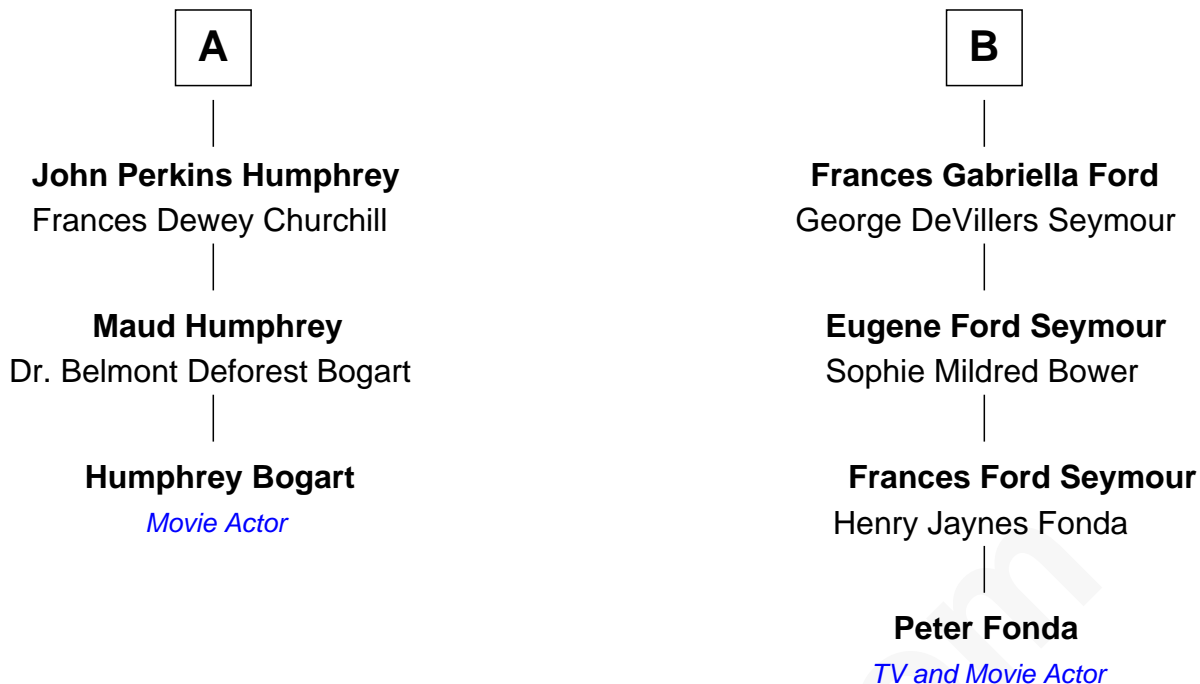 A
John Perkins Humphrey
Frances Dewey Churchill
Maud Humphrey
Dr. Belmont Deforest Bogart
Humphrey Bogart
Movie Actor
B
Frances Gabriella Ford
George DeVillers Seymour
Eugene Ford Seymour
Sophie Mildred Bower
Frances Ford Seymour
Henry Jaynes Fonda
Peter Fonda
TV and Movie Actor